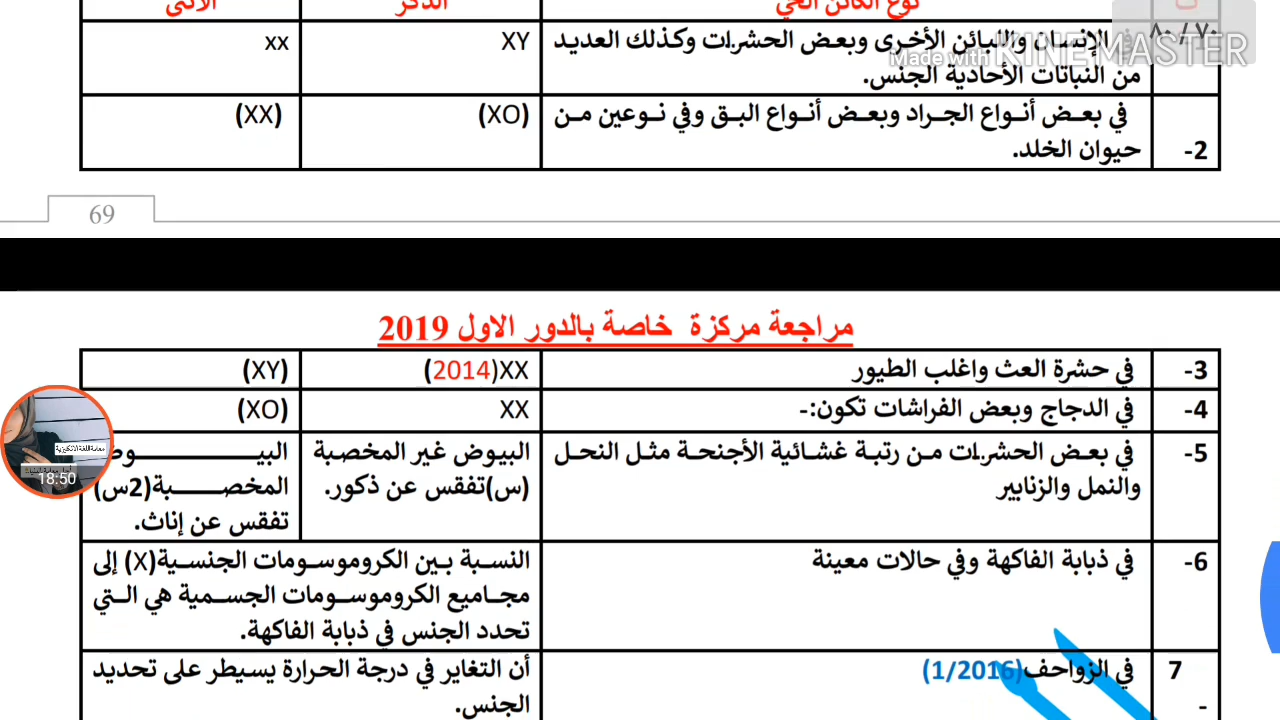 ت نوع الكائن الحي الذكر الأنثى
٨٠ / ٧٠
Made with KINEMASTER
في الإنسان واللبائن الأخرى وبعض الحشرات وكذلك العديد XY xx
من النباتات الأحادية الجنس.
في بعض أنواع الجراد وبعض أنواع البق وفي نوعين من (XO) (XX)
2- حيوان الخلد.
69
مراجعة مركزة خاصة بالدور الاول 2019
3- في حشرة العث واغلب الطيور XX(2014) (XY)
4- في الدجاج وبعض الفراشات تكون:- XX (XO)
5- في بعض الحشرات من رتبة غشائية الأجنحة مثل النحل البيوض غير المخصبة البيوض
والنمل والزنابير (س)تفقس عن ذكور. المخصبة(2س)
تفقس عن إناث.
18:50
6- في ذبابة الفاكهة وفي حالات معينة النسبة بين الكروموسومات الجنسية(X) إلى
مجاميع الكروموسومات الجسمية هي التي
تحدد الجنس في ذبابة الفاكهة.
7 في الزواحف(1/2016) أن التغاير في درجة الحرارة يسيطر على تحديد
- الجنس.